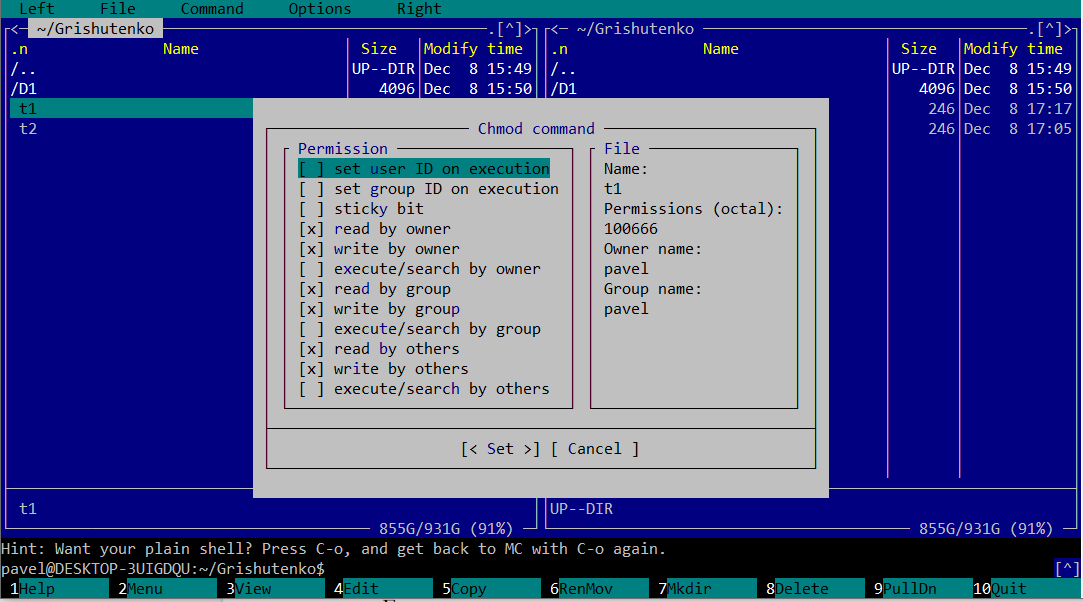 Left File Command Options Right
<─ ~/Grishutenko .[^]> <─ ~/Grishutenko .[^]>
.n Name Size Modify time .n Name Size Modify time
/.. UP--DIR Dec 8 15:49 /.. UP--DIR Dec 8 15:49
/D1 4096 Dec 8 15:50 /D1 4096 Dec 8 15:50
t1 246 Dec 8 17:17
t2 246 Dec 8 17:05
Chmod command
Permission File
[ ] set user ID on execution Name:
[ ] set group ID on execution t1
[ ] sticky bit Permissions (octal):
[x] read by owner 100666
[x] write by owner Owner name:
[ ] execute/search by owner pavel
[x] read by group Group name:
[x] write by group pavel
[ ] execute/search by group
[x] read by others
[x] write by others
[ ] execute/search by others
[< Set >] [ Cancel ]
t1 UP--DIR
855G/931G (91%) 855G/931G (91%)
Hint: Want your plain shell? Press C-o, and get back to MC with C-o again.
pavel@DESKTOP-3UIGDQU:~/Grishutenko$ [^]
1Help 2Menu 3View 4Edit 5Copy 6RenMov 7Mkdir 8Delete 9PullDn 10Quit